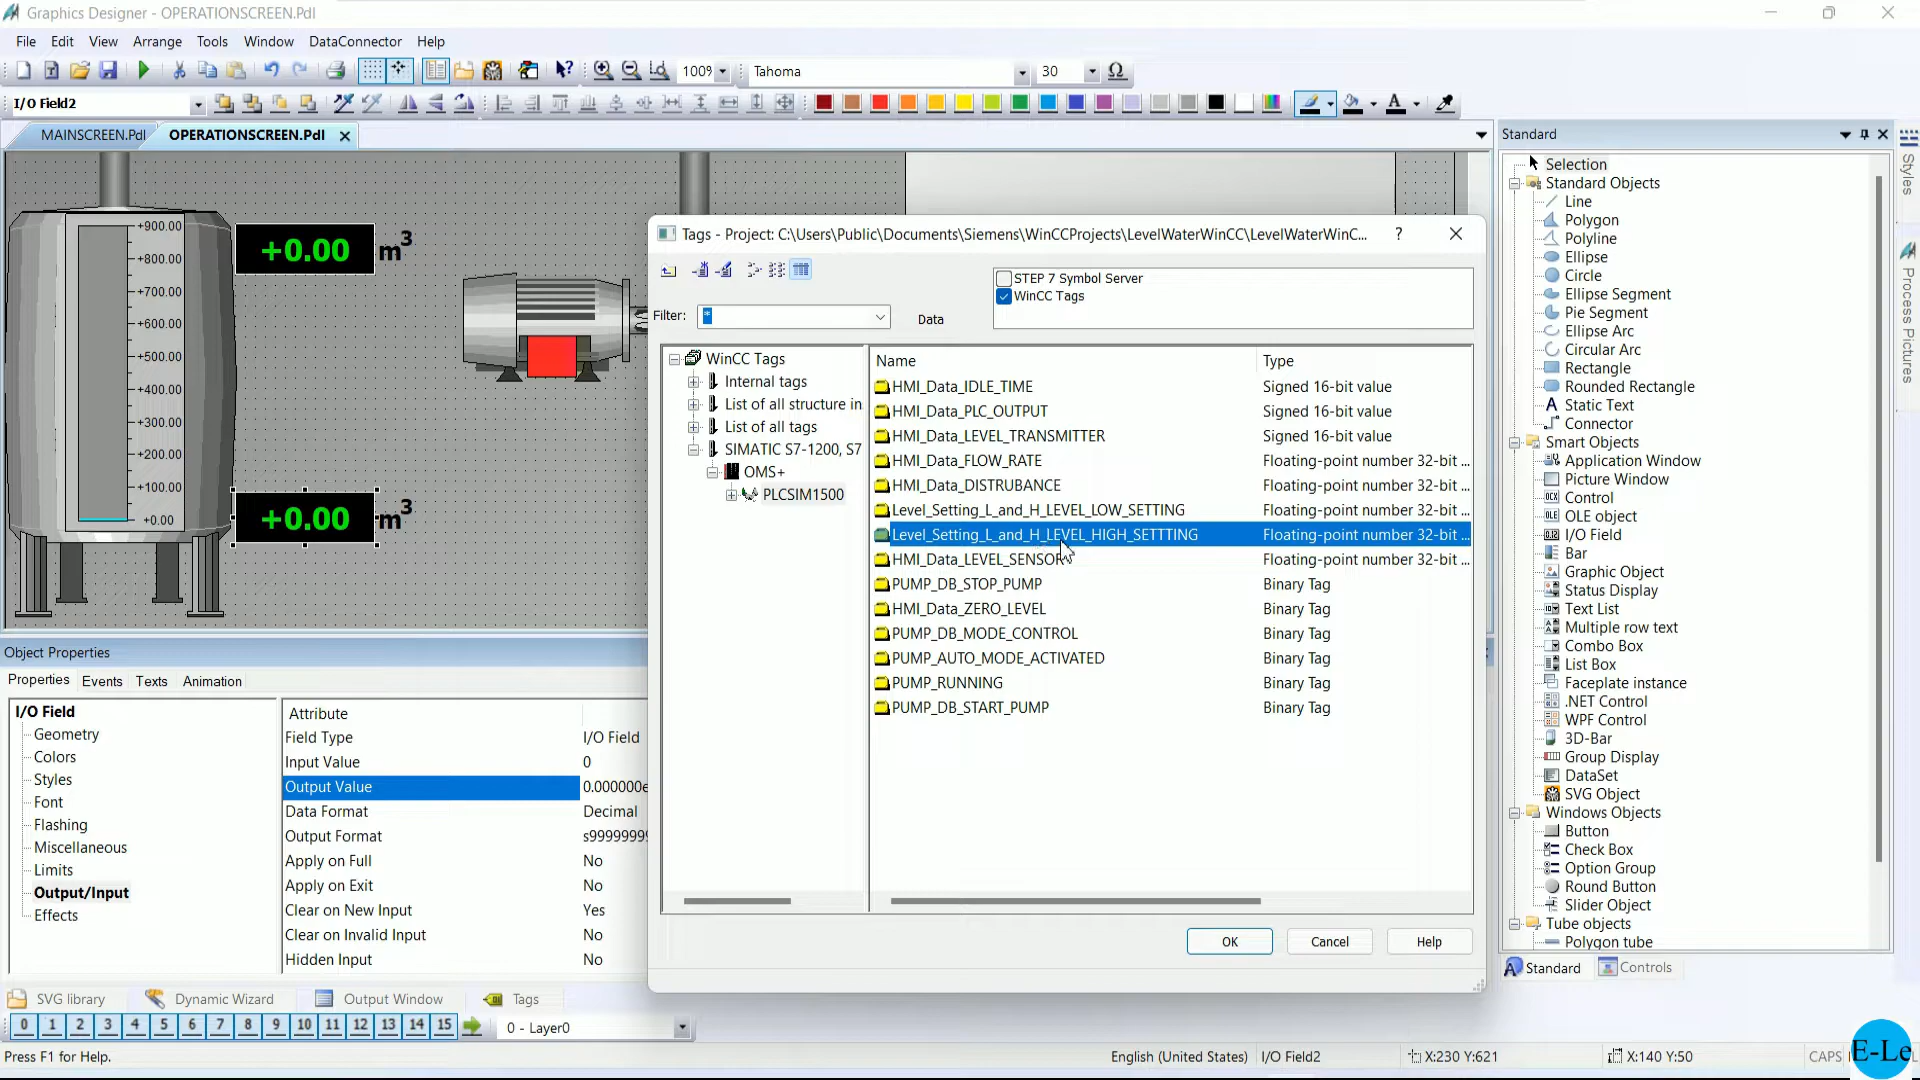 Graphics Designer - OPERATIONSCREEN.Pdl
File Edit View Arrange Tools Window DataConnector Help
100% Tahoma 30 Ω
I/O Field2
MAINSCREEN.Pdl OPERATIONSCREEN.Pdl
+900.00
+800.00
+700.00
+600.00
+500.00
+400.00
+300.00
+200.00
+100.00
+0.00
+0.00 m3
+0.00 m3
Tags - Project: C:\Users\Public\Documents\Siemens\WinCCProjects\LevelWaterWinCC\LevelWaterWinC... ?
STEP 7 Symbol Server
WinCC Tags
Filter: * Data
WinCC Tags
Internal tags
List of all structure in
List of all tags
SIMATIC S7-1200, S7
OMS+
PLCSIM1500
Name Type
HMI_Data_IDLE_TIME Signed 16-bit value
HMI_Data_PLC_OUTPUT Signed 16-bit value
HMI_Data_LEVEL_TRANSMITTER Signed 16-bit value
HMI_Data_FLOW_RATE Floating-point number 32-bit ...
HMI_Data_DISTRUBANCE Floating-point number 32-bit ...
Level_Setting_L_and_H_LEVEL_LOW_SETTING Floating-point number 32-bit ...
Level_Setting_L_and_H_LEVEL_HIGH_SETTTING Floating-point number 32-bit ...
HMI_Data_LEVEL_SENSOR Floating-point number 32-bit ...
PUMP_DB_STOP_PUMP Binary Tag
HMI_Data_ZERO_LEVEL Binary Tag
PUMP_DB_MODE_CONTROL Binary Tag
PUMP_AUTO_MODE_ACTIVATED Binary Tag
PUMP_RUNNING Binary Tag
PUMP_DB_START_PUMP Binary Tag
OK Cancel Help
Object Properties
Properties Events Texts Animation
I/O Field
Geometry
Colors
Styles
Font
Flashing
Miscellaneous
Limits
Output/Input
Effects
Attribute
Field Type I/O Field
Input Value 0
Output Value 0.000000e
Data Format Decimal
Output Format s99999999
Apply on Full No
Apply on Exit No
Clear on New Input Yes
Clear on Invalid Input No
Hidden Input No
Standard
Selection
Standard Objects
Line
Polygon
Polyline
Ellipse
Circle
Ellipse Segment
Pie Segment
Ellipse Arc
Circular Arc
Rectangle
Rounded Rectangle
Static Text
Connector
Smart Objects
Application Window
Picture Window
Control
OLE object
I/O Field
Bar
Graphic Object
Status Display
Text List
Multiple row text
Combo Box
List Box
Faceplate instance
.NET Control
WPF Control
3D-Bar
Group Display
DataSet
SVG Object
Windows Objects
Button
Check Box
Option Group
Round Button
Slider Object
Tube objects
Polygon tube
Standard Controls
Styles
Process Pictures
SVG library Dynamic Wizard Output Window Tags
0 1 2 3 4 5 6 7 8 9 10 11 12 13 14 15 0 - Layer0
Press F1 for Help. English (United States) I/O Field2 X:230 Y:621 X:140 Y:50 CAPS
E-Le